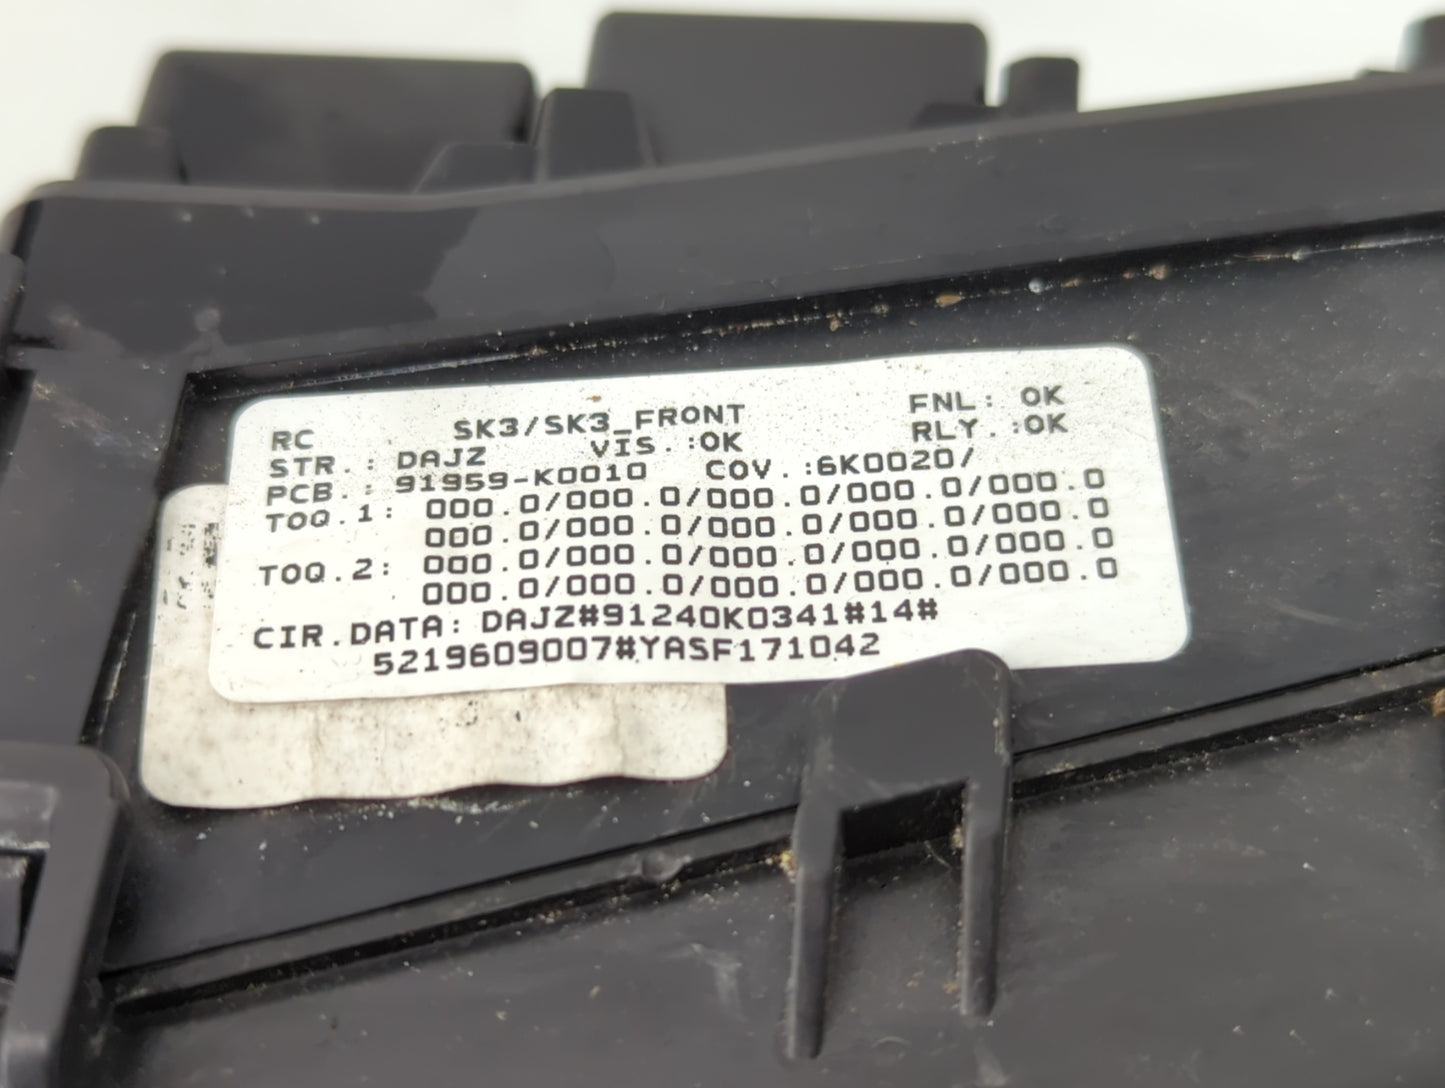 RC SK3/SK3_FRONT FNL: OK
STR.: DAJZ VIS.:OK RLY.:OK
PCB.: 91959-K0010 COV.:6K0020/
TOQ.1: 000.0/000.0/000.0/000.0/000.0
000.0/000.0/000.0/000.0/000.0
TOQ.2: 000.0/000.0/000.0/000.0/000.0
000.0/000.0/000.0/000.0/000.0
CIR.DATA: DAJZ#91240K0341#14#
5219609007#YASF171042